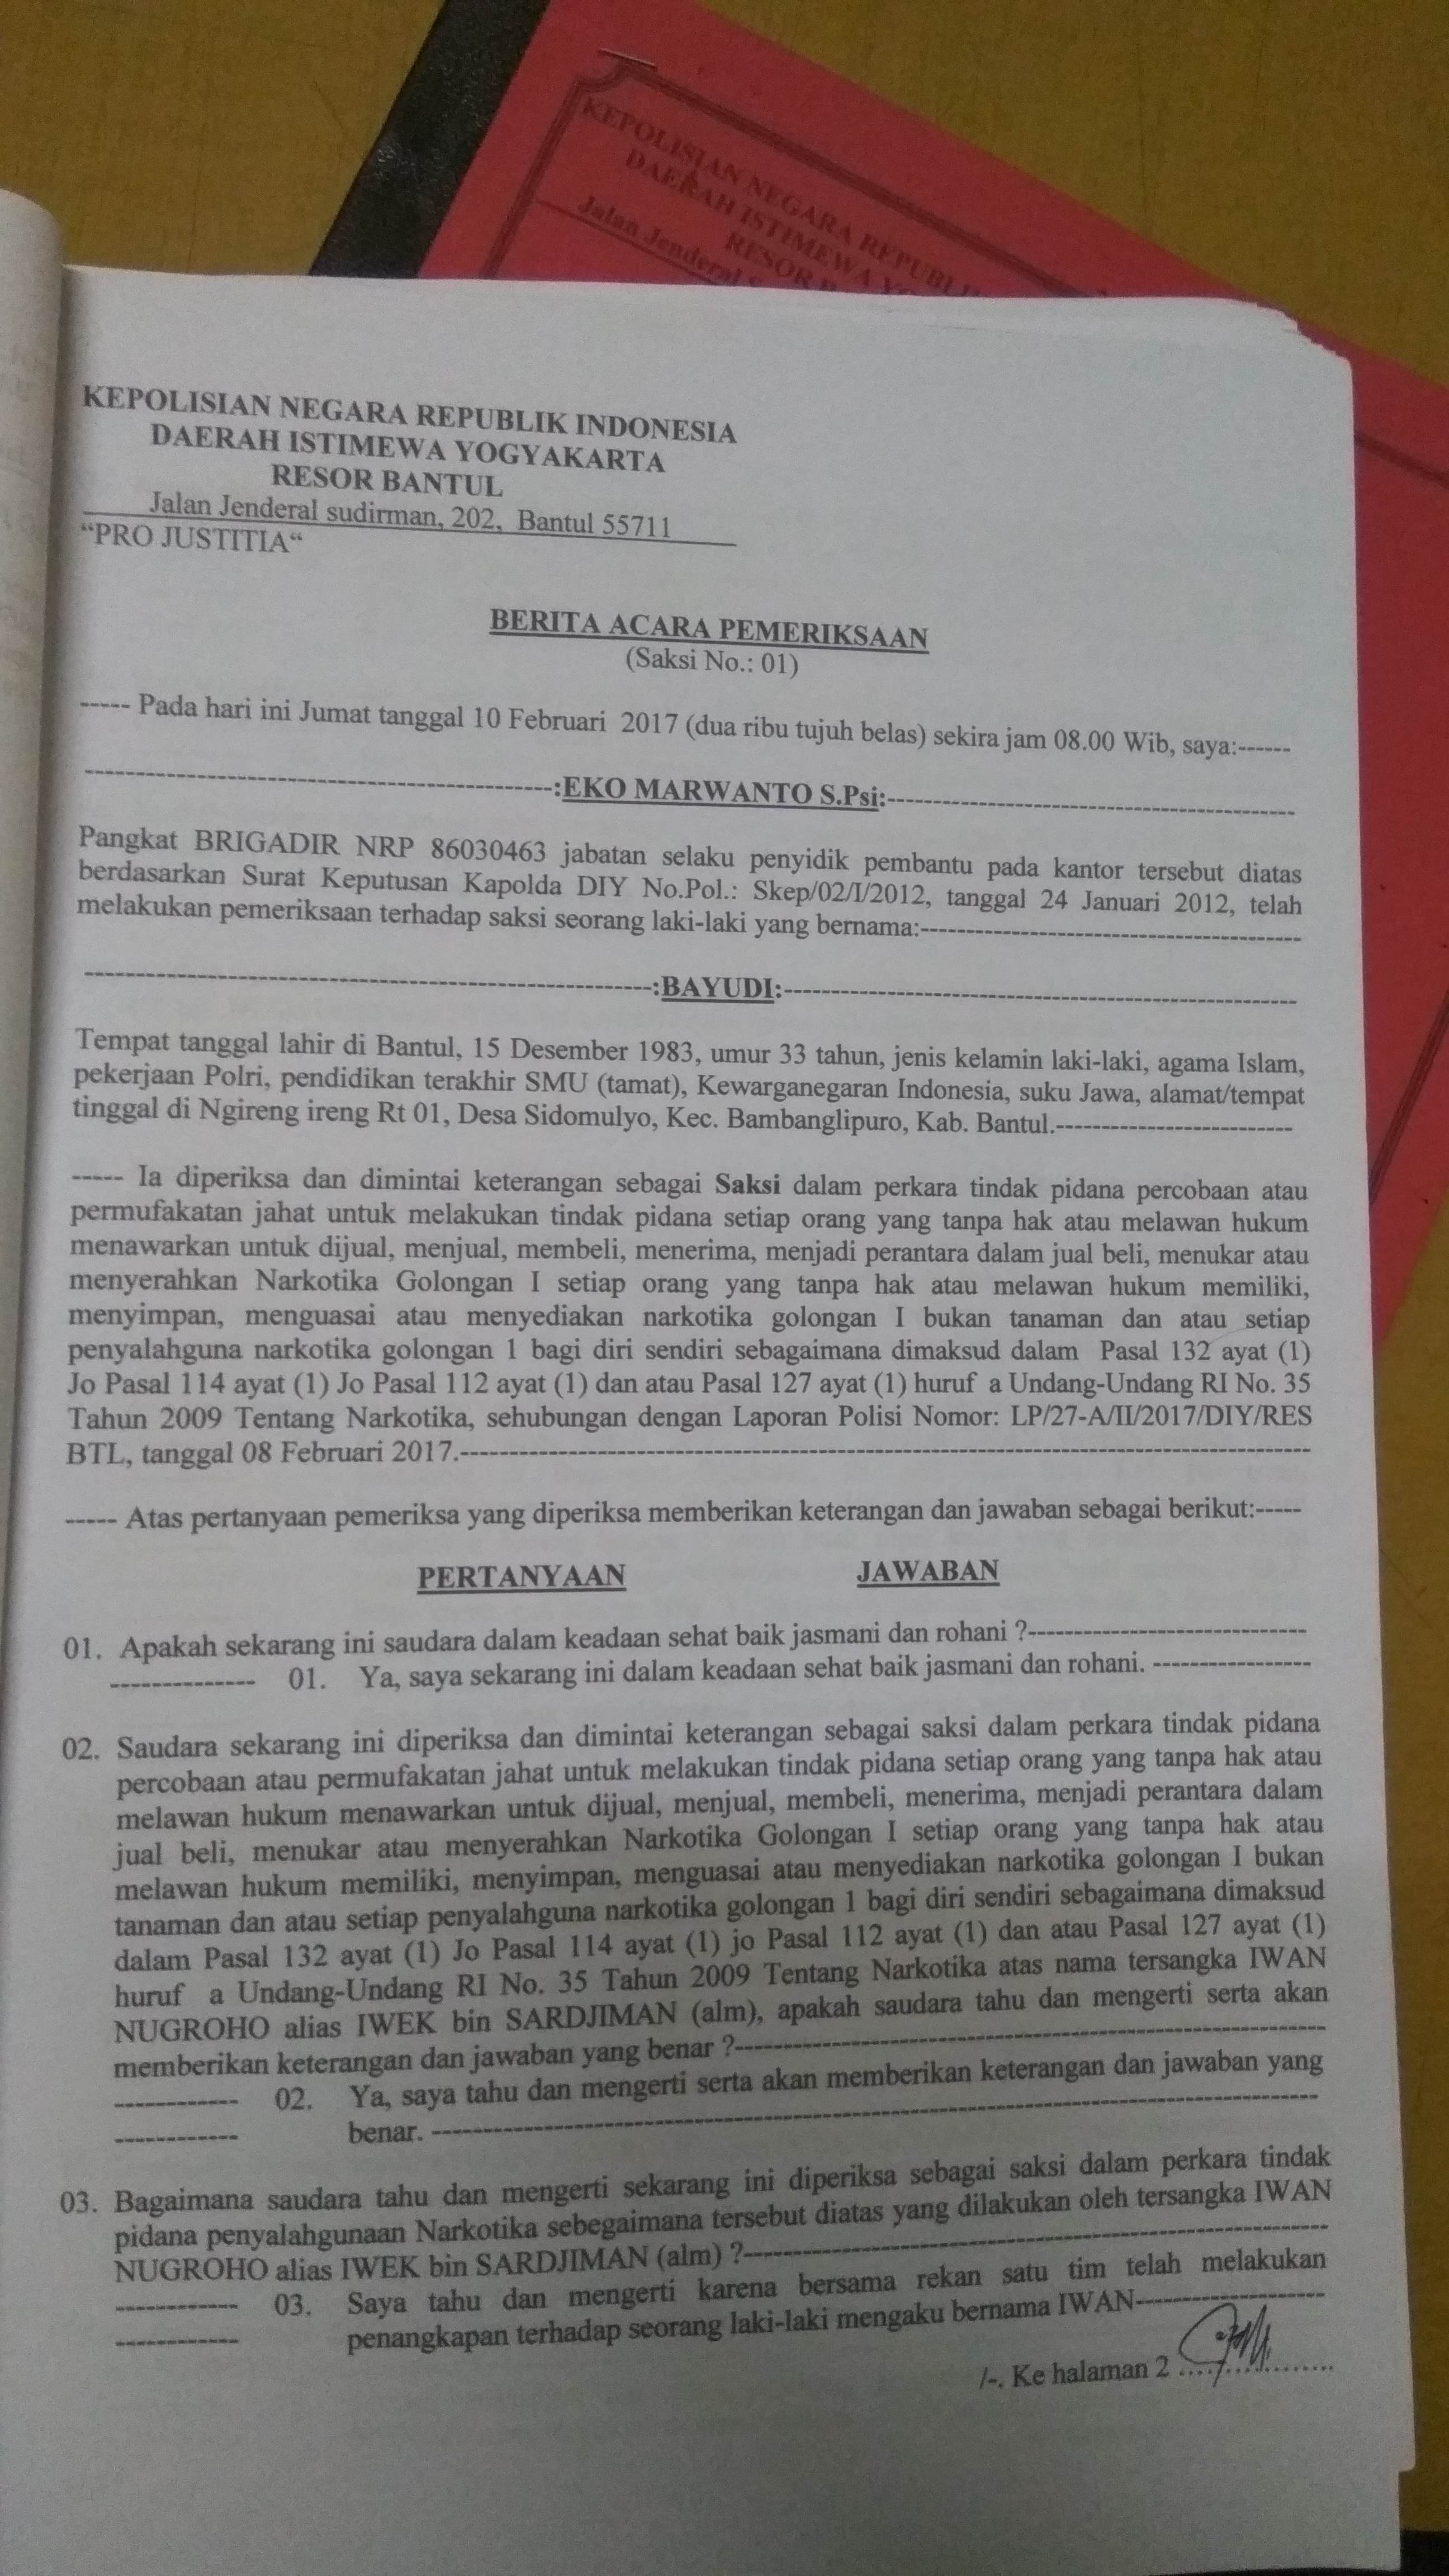 KEPOLISIAN NEGARA REPUBLI
DAERAH ISTIMEWA YO
RESOR B
Jalan Jenderal S
KEPOLISIAN NEGARA REPUBLIK INDONESIA
DAERAH ISTIMEWA YOGYAKARTA
RESOR BANTUL
Jalan Jenderal sudirman, 202, Bantul 55711
“PRO JUSTITIA“
BERITA ACARA PEMERIKSAAN
(Saksi No.: 01)
----- Pada hari ini Jumat tanggal 10 Februari 2017 (dua ribu tujuh belas) sekira jam 08.00 Wib, saya:------
---------------------------------------------:EKO MARWANTO S.Psi:---------------------------------------
Pangkat BRIGADIR NRP 86030463 jabatan selaku penyidik pembantu pada kantor tersebut diatas
berdasarkan Surat Keputusan Kapolda DIY No.Pol.: Skep/02/I/2012, tanggal 24 Januari 2012, telah
melakukan pemeriksaan terhadap saksi seorang laki-laki yang bernama:-------------------------------------
-------------------------------------------------------:BAYUDI:--------------------------------------------------
Tempat tanggal lahir di Bantul, 15 Desember 1983, umur 33 tahun, jenis kelamin laki-laki, agama Islam,
pekerjaan Polri, pendidikan terakhir SMU (tamat), Kewarganegaran Indonesia, suku Jawa, alamat/tempat
tinggal di Ngireng ireng Rt 01, Desa Sidomulyo, Kec. Bambanglipuro, Kab. Bantul.-------------------------
----- Ia diperiksa dan dimintai keterangan sebagai Saksi dalam perkara tindak pidana percobaan atau
permufakatan jahat untuk melakukan tindak pidana setiap orang yang tanpa hak atau melawan hukum
menawarkan untuk dijual, menjual, membeli, menerima, menjadi perantara dalam jual beli, menukar atau
menyerahkan Narkotika Golongan I setiap orang yang tanpa hak atau melawan hukum memiliki,
menyimpan, menguasai atau menyediakan narkotika golongan I bukan tanaman dan atau setiap
penyalahguna narkotika golongan 1 bagi diri sendiri sebagaimana dimaksud dalam Pasal 132 ayat (1)
Jo Pasal 114 ayat (1) Jo Pasal 112 ayat (1) dan atau Pasal 127 ayat (1) huruf a Undang-Undang RI No. 35
Tahun 2009 Tentang Narkotika, sehubungan dengan Laporan Polisi Nomor: LP/27-A/II/2017/DIY/RES
BTL, tanggal 08 Februari 2017.----------------------------------------------------------------------------------
----- Atas pertanyaan pemeriksa yang diperiksa memberikan keterangan dan jawaban sebagai berikut:-----
PERTANYAAN JAWABAN
01. Apakah sekarang ini saudara dalam keadaan sehat baik jasmani dan rohani ?-----------------------------
-------------- 01. Ya, saya sekarang ini dalam keadaan sehat baik jasmani dan rohani. -----------------
02. Saudara sekarang ini diperiksa dan dimintai keterangan sebagai saksi dalam perkara tindak pidana
percobaan atau permufakatan jahat untuk melakukan tindak pidana setiap orang yang tanpa hak atau
melawan hukum menawarkan untuk dijual, menjual, membeli, menerima, menjadi perantara dalam
jual beli, menukar atau menyerahkan Narkotika Golongan I setiap orang yang tanpa hak atau
melawan hukum memiliki, menyimpan, menguasai atau menyediakan narkotika golongan I bukan
tanaman dan atau setiap penyalahguna narkotika golongan 1 bagi diri sendiri sebagaimana dimaksud
dalam Pasal 132 ayat (1) Jo Pasal 114 ayat (1) jo Pasal 112 ayat (1) dan atau Pasal 127 ayat (1)
huruf a Undang-Undang RI No. 35 Tahun 2009 Tentang Narkotika atas nama tersangka IWAN
NUGROHO alias IWEK bin SARDJIMAN (alm), apakah saudara tahu dan mengerti serta akan
memberikan keterangan dan jawaban yang benar ?---------------------------------------------------------
------------ 02. Ya, saya tahu dan mengerti serta akan memberikan keterangan dan jawaban yang
------------ benar. ---------------------------------------------------------------------------------------
03. Bagaimana saudara tahu dan mengerti sekarang ini diperiksa sebagai saksi dalam perkara tindak
pidana penyalahgunaan Narkotika sebegaimana tersebut diatas yang dilakukan oleh tersangka IWAN
NUGROHO alias IWEK bin SARDJIMAN (alm) ?---------------------------------------------------------
------------ 03. Saya tahu dan mengerti karena bersama rekan satu tim telah melakukan
------------ penangkapan terhadap seorang laki-laki mengaku bernama IWAN------------------
/-. Ke halaman 2 ....................